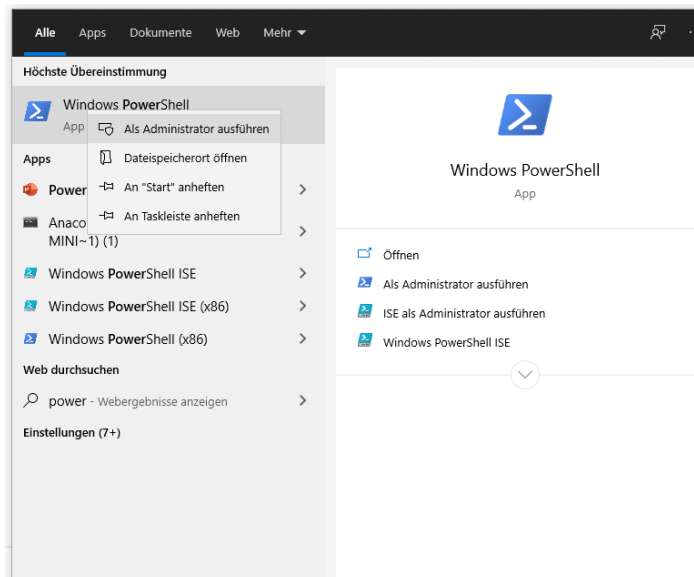 Alle Apps Dokumente Web Mehr
Höchste Übereinstimmung
Windows PowerShell
App
Als Administrator ausführen
Dateispeicherort öffnen
An "Start" anheften
An Taskleiste anheften
Apps
Power
Anaco
MINI~1) (1)
Windows PowerShell ISE
Windows PowerShell ISE (x86)
Windows PowerShell (x86)
Web durchsuchen
power - Webergebnisse anzeigen
Einstellungen (7+)
Windows PowerShell
App
Öffnen
Als Administrator ausführen
ISE als Administrator ausführen
Windows PowerShell ISE